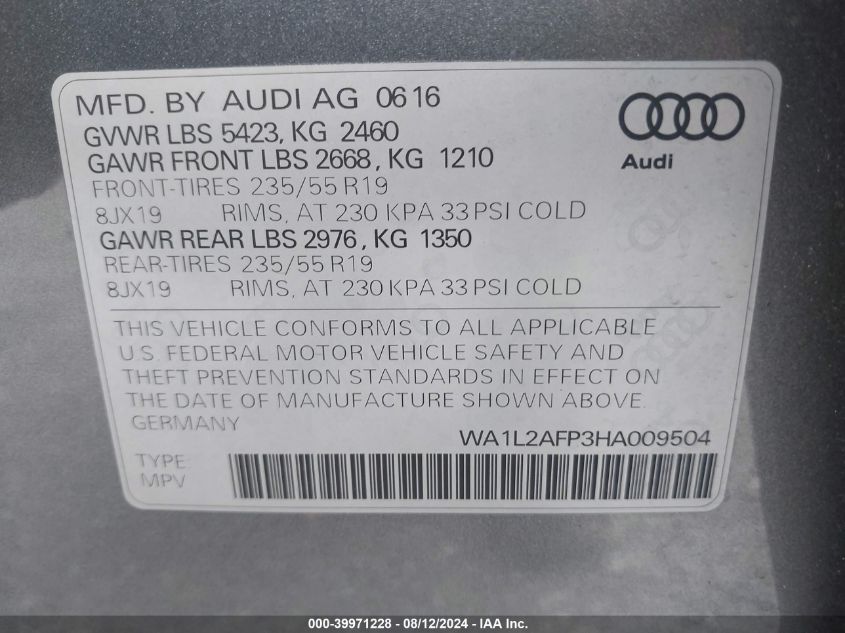 MFD. BY AUDI AG 06 16
GVWR LBS 5423, KG 2460
GAWR FRONT LBS 2668, KG 1210
FRONT-TIRES 235/55 R19
8JX19 RIMS, AT 230 KPA 33 PSI COLD
GAWR REAR LBS 2976, KG 1350
REAR-TIRES 235/55 R19
8JX19 RIMS, AT 230 KPA 33 PSI COLD
Audi
THIS VEHICLE CONFORMS TO ALL APPLICABLE
U.S. FEDERAL MOTOR VEHICLE SAFETY AND
THEFT PREVENTION STANDARDS IN EFFECT ON
THE DATE OF MANUFACTURE SHOWN ABOVE.
GERMANY
WA1L2AFP3HA009504
TYPE:
MPV
000-39971228 - 08/12/2024 - IAA Inc.